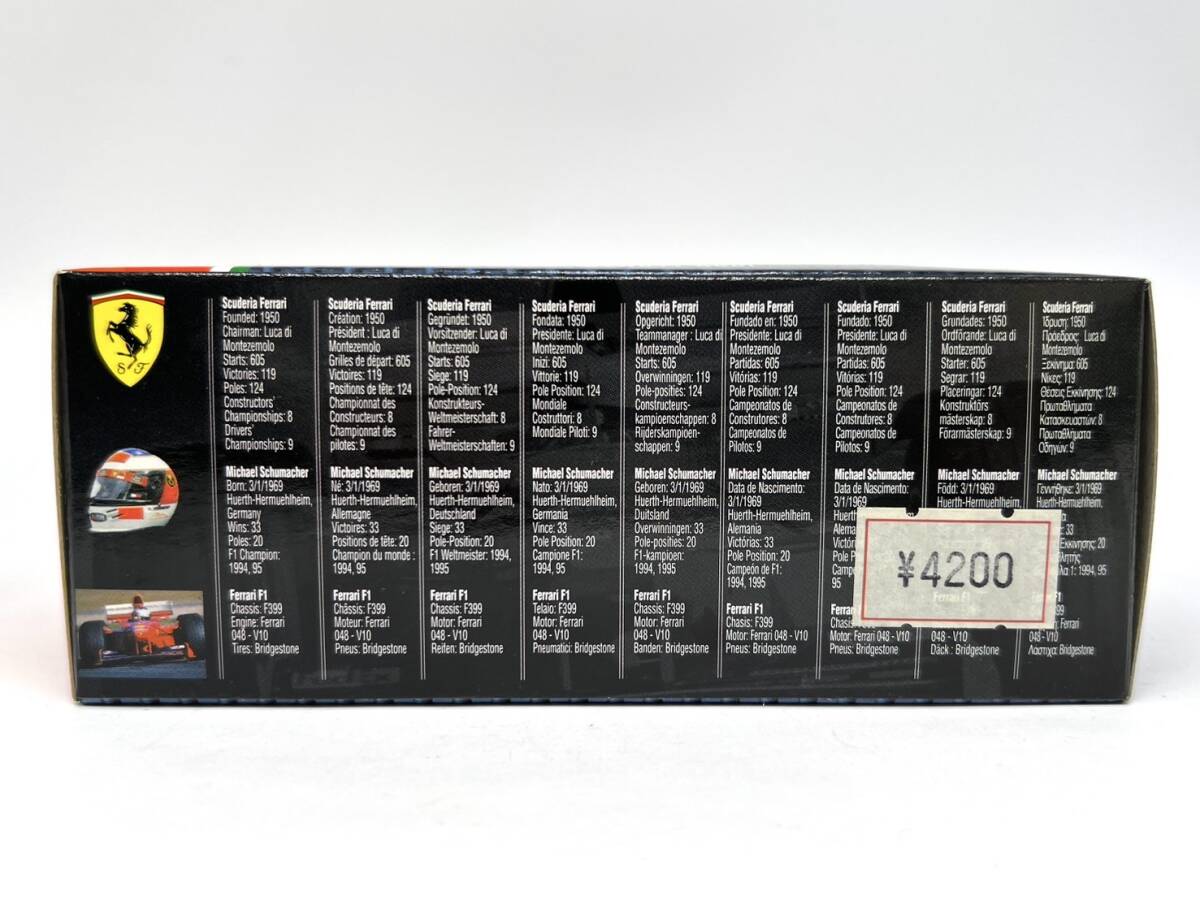 S F
Scuderia Ferrari
Founded: 1950
Chairman: Luca di
Montezemolo
Starts: 605
Victories: 119
Poles: 124
Constructors'
Championships: 8
Drivers'
Championships: 9
Michael Schumacher
Born: 3/1/1969
Huerth-Hermuehlheim,
Germany
Wins: 33
Poles: 20
F1 Champion:
1994, 95
Ferrari F1
Chassis: F399
Engine: Ferrari
048 - V10
Tires: Bridgestone
Scuderia Ferrari
Création: 1950
Président : Luca di
Montezemolo
Grilles de départ: 605
Victoires: 119
Positions de tête: 124
Championnat des
Constructeurs: 8
Championnat des
pilotes: 9
Michael Schumacher
Né: 3/1/1969
Huerth-Hermuehlheim,
Allemagne
Victoires: 33
Positions de tête: 20
Champion du monde :
1994, 95
Ferrari F1
Châssis: F399
Moteur: Ferrari
048 - V10
Pneus: Bridgestone
Scuderia Ferrari
Gegründet: 1950
Vorsitzender: Luca di
Montezemolo
Starts: 605
Siege: 119
Pole-Position: 124
Konstrukteurs-
Weltmeisterschaft: 8
Fahrer-
Weltmeisterschaften: 9
Michael Schumacher
Geboren: 3/1/1969
Huerth-Hermuehlheim,
Deutschland
Siege: 33
Pole-Position: 20
F1 Weltmeister: 1994,
1995
Ferrari F1
Chassis: F399
Motor: Ferrari
048 - V10
Reifen: Bridgestone
Scuderia Ferrari
Fondata: 1950
Presidente: Luca di
Montezemolo
Inizi: 605
Vittorie: 119
Pole Position: 124
Mondiale
Costruttori: 8
Mondiale Piloti: 9
Michael Schumacher
Nato: 3/1/1969
Huerth-Hermuehlheim,
Germania
Vince: 33
Pole Position: 20
Campione F1:
1994, 1995
Ferrari F1
Telaio: F399
Motor: Ferrari
048 - V10
Pneumatici: Bridgestone
Scuderia Ferrari
Opgericht: 1950
Teammanager : Luca di
Montezemolo
Starts: 605
Overwinningen: 119
Pole-posities: 124
Constructeurs-
kampioenschappen: 8
Rijderskampioen-
schappen: 9
Michael Schumacher
Geboren: 3/1/1969
Huerth-Hermuehlheim,
Duitsland
Overwinningen: 33
Pole-posities: 20
F1-kampioen:
1994, 1995
Ferrari F1
Chassis: F399
Motor: Ferrari
048 - V10
Banden: Bridgestone
Scuderia Ferrari
Fundado en: 1950
Presidente: Luca di
Montezemolo
Partidas: 605
Vitórias: 119
Pole Position: 124
Campeonatos de
Construtores: 8
Campeonatos de
Pilotos: 9
Michael Schumacher
Data de Nascimento:
3/1/1969
Huerth-Hermuehlheim,
Alemania
Victórias: 33
Pole Position: 20
Campeón de F1:
1994, 1995
Ferrari F1
Chasis: F399
Motor: Ferrari 048 - V10
Pneus: Bridgestone
Scuderia Ferrari
Fundado: 1950
Presidente: Luca di
Montezemolo
Partidas: 605
Vitórias: 119
Pole Position: 124
Campeonatos de
Construtores: 8
Campeonatos de
Pilotos: 9
Michael Schumacher
Data de Nascimento:
3/1/1969
Motor: Ferrari 048 - V10
Pneus: Bridgestone
Scuderia Ferrari
Grundades: 1950
Ordförande: Luca di
Montezemolo
Starter: 605
Segrar: 119
Placeringar: 124
Konstruktörs
mästerskap: 8
Förarmästerskap: 9
Michael Schumacher
Född: 3/1/1969
Huerth-Hermuehlheim,
Ferrari F1
048 - V10
Däck : Bridgestone
Scuderia Ferrari
Ίδρυση: 1950
Πρόεδρος: Luca di
Montezemolo
Ξεκίνημα: 605
Νίκες: 119
Θέσεις Εκκίνησης: 124
Πρωταθλήματα
Κατασκευαστών: 8
Πρωταθλήματα
Οδηγών: 9
Michael Schumacher
Γεννήθηκε: 3/1/1969
Huerth-Hermuehlheim,
33
Εκκίνησης: 20
1: 1994, 95
048 - V10
Λάστιχα: Bridgestone
¥4200